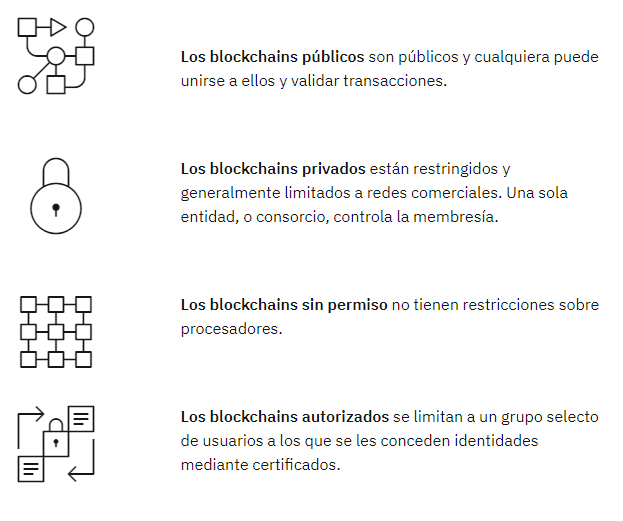 Los blockchains públicos son públicos y cualquiera puede
unirse a ellos y validar transacciones.
Los blockchains privados están restringidos y
generalmente limitados a redes comerciales. Una sola
entidad, o consorcio, controla la membresía.
Los blockchains sin permiso no tienen restricciones sobre
procesadores.
Los blockchains autorizados se limitan a un grupo selecto
de usuarios a los que se les conceden identidades
mediante certificados.